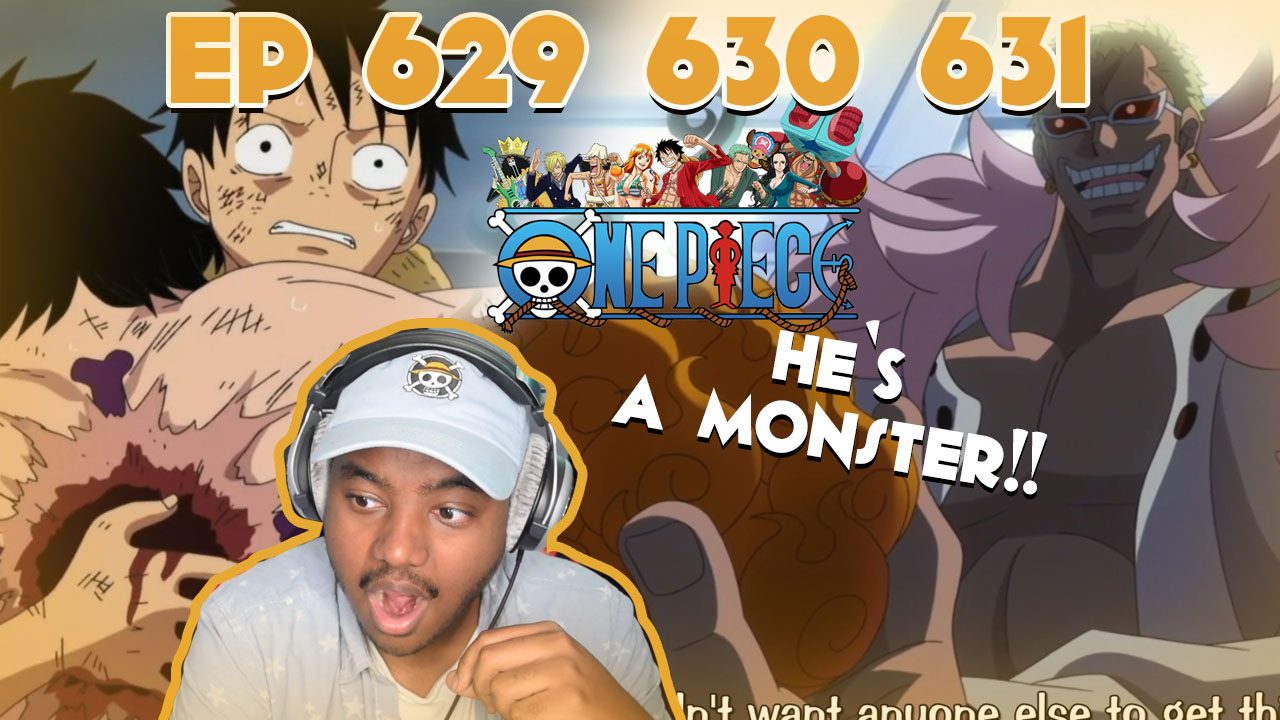 EP 629 630 631
ONE PIECE
HE'S
A MONSTER!!
n't want anyone else to get th